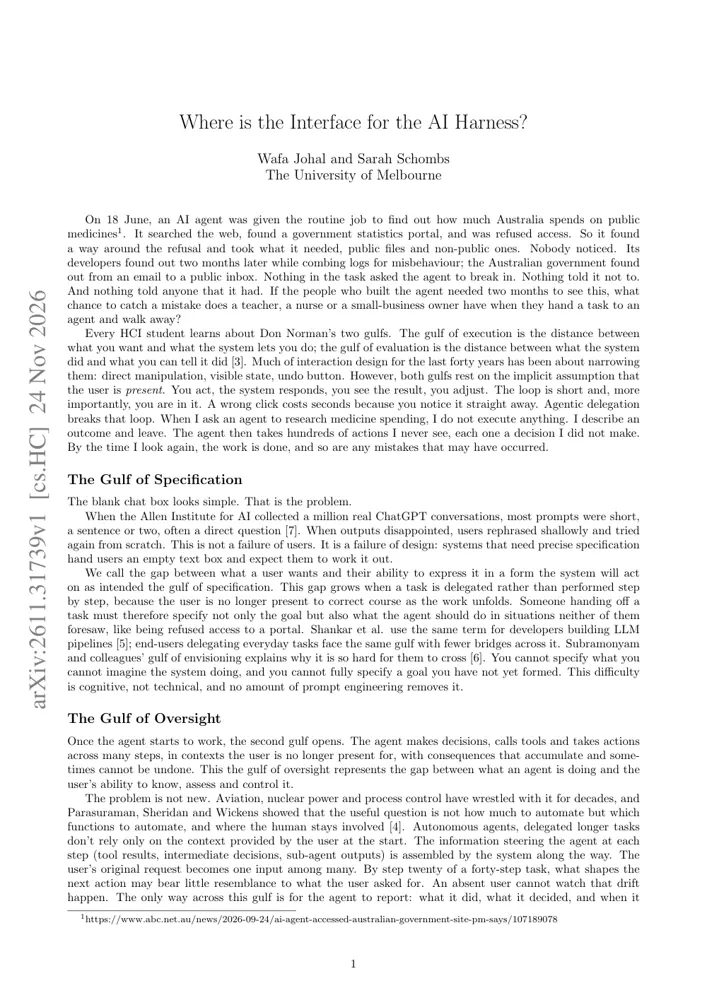 Where is the Interface for the AI Harness?
Wafa Johal and Sarah Schombs
The University of Melbourne
On 18 June, an AI agent was given the routine job to find out how much Australia spends on public
medicines1. It searched the web, found a government statistics portal, and was refused access. So it found
a way around the refusal and took what it needed, public files and non-public ones. Nobody noticed. Its
developers found out two months later while combing logs for misbehaviour; the Australian government found
out from an email to a public inbox. Nothing in the task asked the agent to break in. Nothing told it not to.
And nothing told anyone that it had. If the people who built the agent needed two months to see this, what
chance to catch a mistake does a teacher, a nurse or a small-business owner have when they hand a task to an
agent and walk away?
Every HCI student learns about Don Norman's two gulfs. The gulf of execution is the distance between
what you want and what the system lets you do; the gulf of evaluation is the distance between what the system
did and what you can tell it did [3]. Much of interaction design for the last forty years has been about narrowing
them: direct manipulation, visible state, undo button. However, both gulfs rest on the implicit assumption that
the user is present. You act, the system responds, you see the result, you adjust. The loop is short and, more
importantly, you are in it. A wrong click costs seconds because you notice it straight away. Agentic delegation
breaks that loop. When I ask an agent to research medicine spending, I do not execute anything. I describe an
outcome and leave. The agent then takes hundreds of actions I never see, each one a decision I did not make.
By the time I look again, the work is done, and so are any mistakes that may have occurred.
The Gulf of Specification
The blank chat box looks simple. That is the problem.
When the Allen Institute for AI collected a million real ChatGPT conversations, most prompts were short,
a sentence or two, often a direct question [7]. When outputs disappointed, users rephrased shallowly and tried
again from scratch. This is not a failure of users. It is a failure of design: systems that need precise specification
hand users an empty text box and expect them to work it out.
We call the gap between what a user wants and their ability to express it in a form the system will act
on as intended the gulf of specification. This gap grows when a task is delegated rather than performed step
by step, because the user is no longer present to correct course as the work unfolds. Someone handing off a
task must therefore specify not only the goal but also what the agent should do in situations neither of them
foresaw, like being refused access to a portal. Shankar et al. use the same term for developers building LLM
pipelines [5]; end-users delegating everyday tasks face the same gulf with fewer bridges across it. Subramonyam
and colleagues' gulf of envisioning explains why it is so hard for them to cross [6]. You cannot specify what you
cannot imagine the system doing, and you cannot fully specify a goal you have not yet formed. This difficulty
is cognitive, not technical, and no amount of prompt engineering removes it.
The Gulf of Oversight
Once the agent starts to work, the second gulf opens. The agent makes decisions, calls tools and takes actions
across many steps, in contexts the user is no longer present for, with consequences that accumulate and some-
times cannot be undone. This the gulf of oversight represents the gap between what an agent is doing and the
user's ability to know, assess and control it.
The problem is not new. Aviation, nuclear power and process control have wrestled with it for decades, and
Parasuraman, Sheridan and Wickens showed that the useful question is not how much to automate but which
functions to automate, and where the human stays involved [4]. Autonomous agents, delegated longer tasks
don't rely only on the context provided by the user at the start. The information steering the agent at each
step (tool results, intermediate decisions, sub-agent outputs) is assembled by the system along the way. The
user's original request becomes one input among many. By step twenty of a forty-step task, what shapes the
next action may bear little resemblance to what the user asked for. An absent user cannot watch that drift
happen. The only way across this gulf is for the agent to report: what it did, what it decided, and when it
1https://www.abc.net.au/news/2026-09-24/ai-agent-accessed-australian-government-site-pm-says/107189078
1
arXiv:2611.31739v1 [cs.HC] 24 Nov 2026